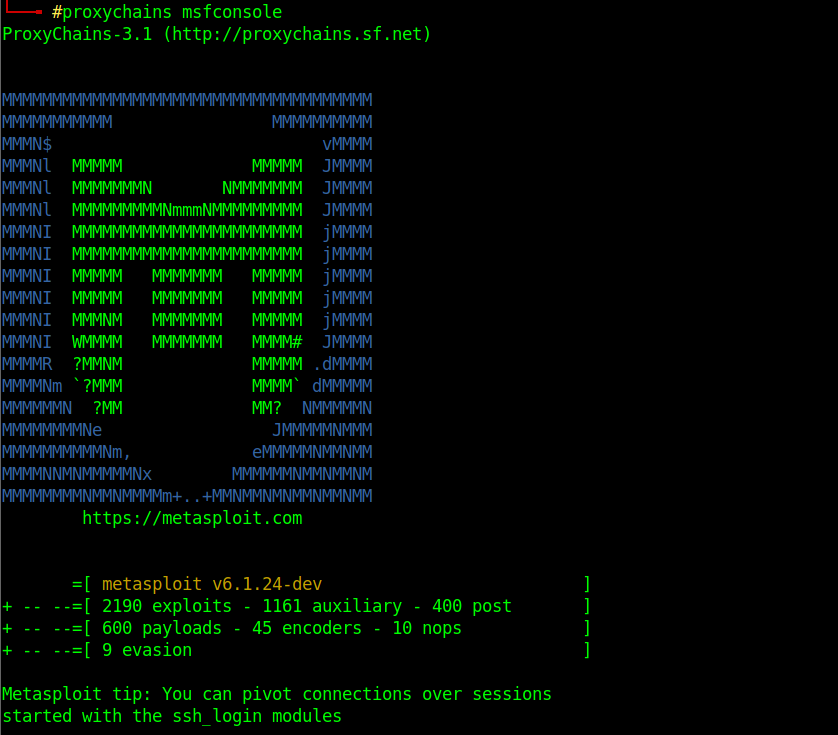 #proxychains msfconsole
ProxyChains-3.1 (http://proxychains.sf.net)
MMMMMMMMMMMMMMMMMMMMMMMMMMMMMMMMMMMMM
MMMMMMMMMMM                MMMMMMMMMM
MMMN$                           vMMMM
MMMNl  MMMMM             MMMMM  JMMMM
MMMNl  MMMMMMMN       NMMMMMMM  JMMMM
MMMNl  MMMMMMMMMNmmmNMMMMMMMMM  JMMMM
MMMNI  MMMMMMMMMMMMMMMMMMMMMMM  jMMMM
MMMNI  MMMMMMMMMMMMMMMMMMMMMMM  jMMMM
MMMNI  MMMMM   MMMMMMM   MMMMM  jMMMM
MMMNI  MMMMM   MMMMMMM   MMMMM  jMMMM
MMMNI  MMMNM   MMMMMMM   MMMMM  jMMMM
MMMNI  WMMMM   MMMMMMM   MMMM#  JMMMM
MMMMR  ?MMNM             MMMMM .dMMMM
MMMMNm `?MMM             MMMM` dMMMMM
MMMMMMN  ?MM             MM?  NMMMMMN
MMMMMMMMNe                 JMMMMMNMMM
MMMMMMMMMMNm,            eMMMMMNMMNMM
MMMMNNMNMMMMMNx        MMMMMMNMMNMMNM
MMMMMMMMNMMNMMMMm+..+MMNMMNMNMMNMMNMM
        https://metasploit.com
       =[ metasploit v6.1.24-dev                          ]
+ -- --=[ 2190 exploits - 1161 auxiliary - 400 post       ]
+ -- --=[ 600 payloads - 45 encoders - 10 nops            ]
+ -- --=[ 9 evasion                                       ]
Metasploit tip: You can pivot connections over sessions
started with the ssh_login modules